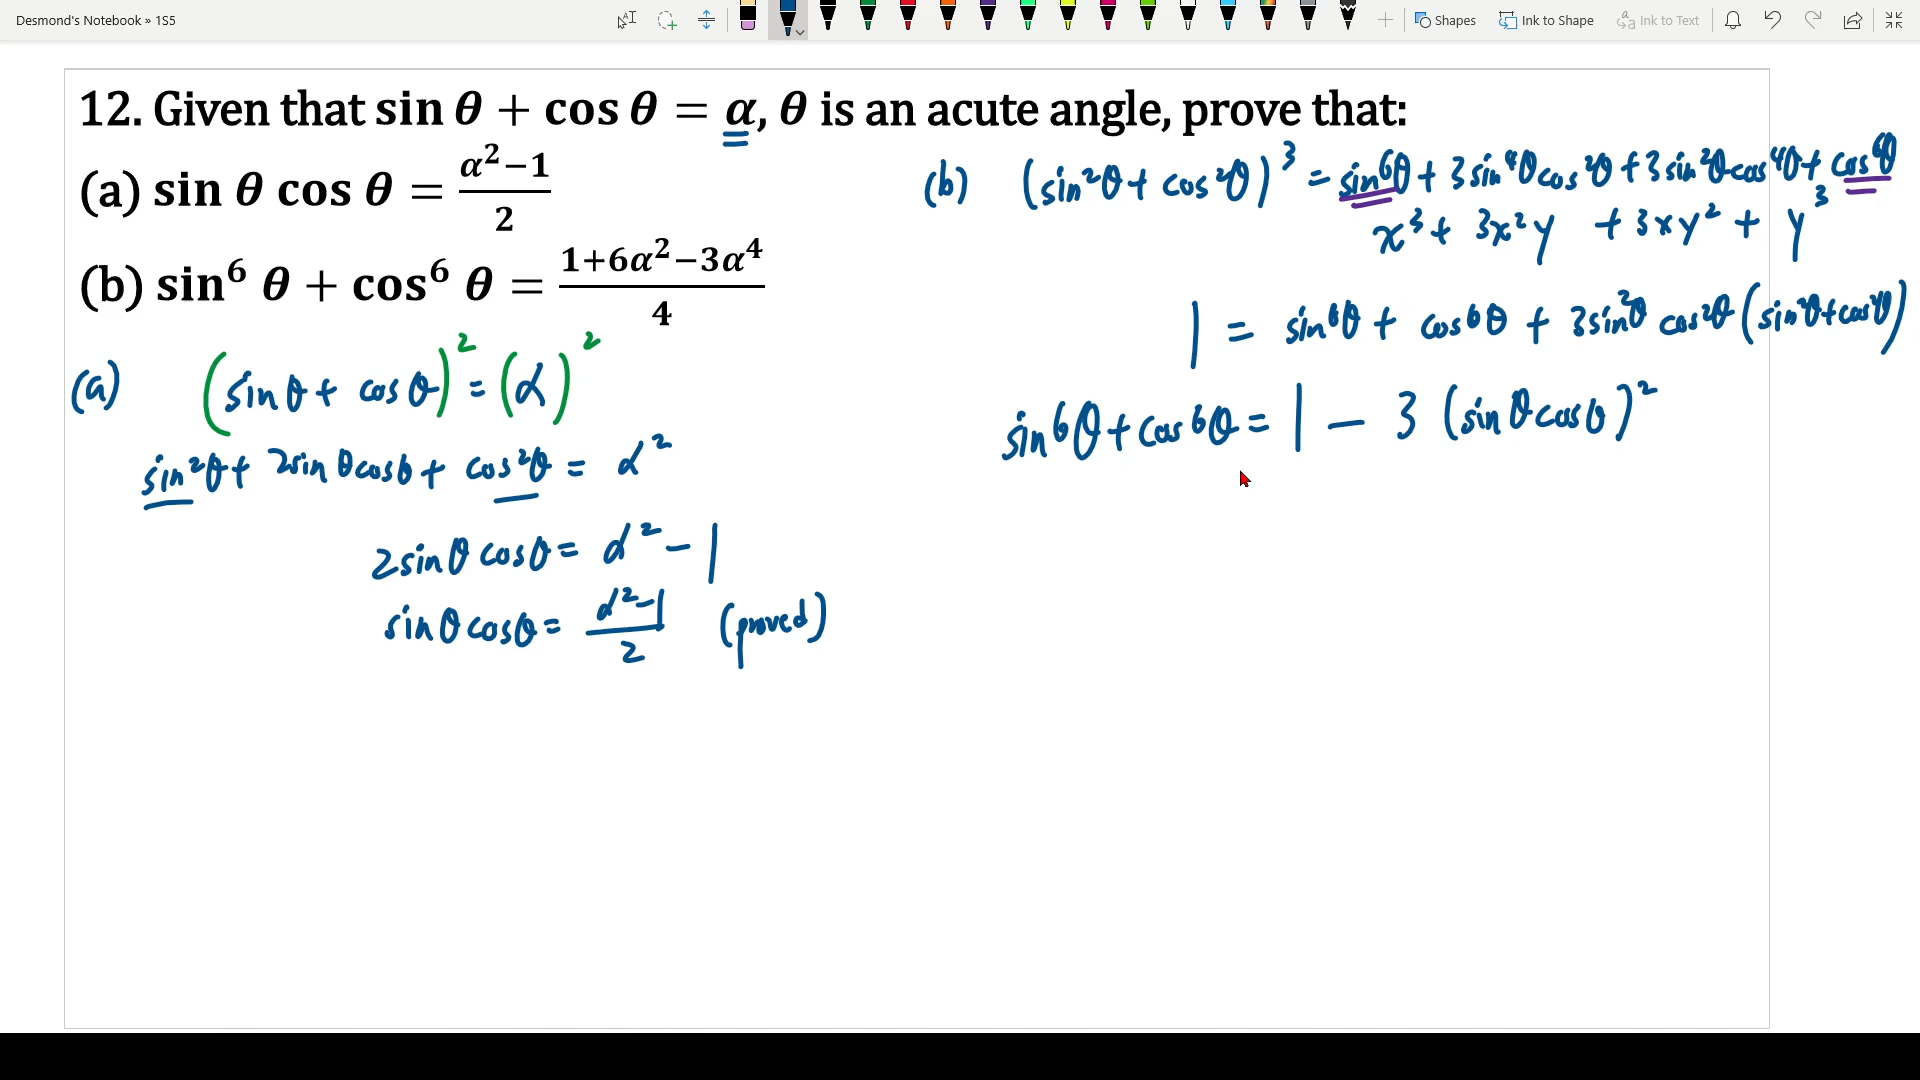 Desmond's Notebook » 1S5
Shapes Ink to Shape Ink to Text
12. Given that sin θ + cos θ = α, θ is an acute angle, prove that:
(a) sin θ cos θ = (α² − 1)/2
(b) sin⁶ θ + cos⁶ θ = (1+6α²−3α⁴)/4
(a) (sin θ + cos θ)² = (α)²
sin²θ + 2sin θ cos θ + cos²θ = α²
2sin θ cos θ = α² − 1
sin θ cos θ = (α²−1)/2 (proved)
(b) (sin²θ + cos²θ)³ = sin⁶θ + 3sin⁴θcos²θ + 3sin²θcos⁴θ + cos⁶θ
x³ + 3x²y + 3xy² + y³
1 = sin⁶θ + cos⁶θ + 3sin²θ cos²θ (sin²θ + cos²θ)
sin⁶θ + cos⁶θ = 1 − 3 (sin θ cos θ)²